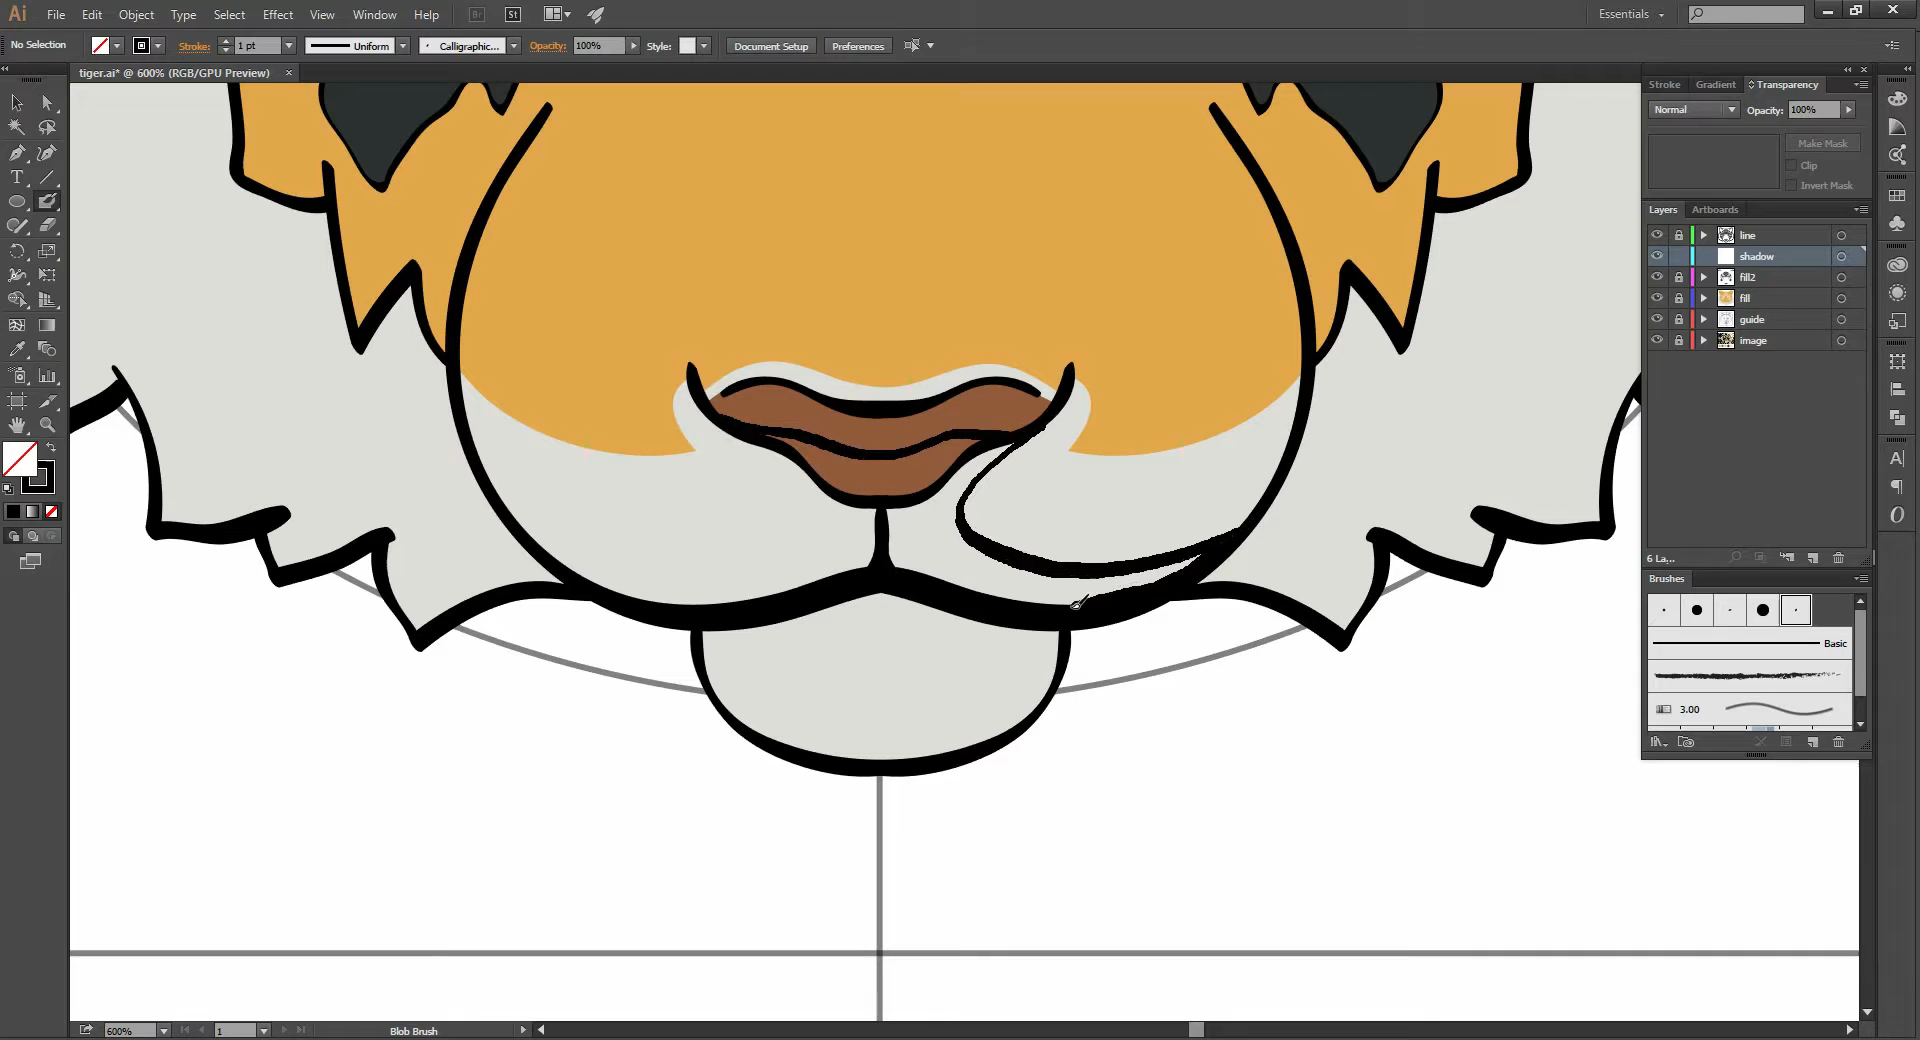 Ai File Edit Object Type Select Effect View Window Help Br St Essentials
No Selection Stroke: 1 pt Uniform Calligraphic... Opacity: 100% Style: Document Setup Preferences
tiger.ai* @ 600% (RGB/GPU Preview)
Stroke Gradient Transparency
Normal Opacity: 100%
Make Mask
Clip
Invert Mask
Layers Artboards
line
shadow
fill2
fill
guide
image
6 La...
Brushes
Basic
3.00
600% 1 Blob Brush